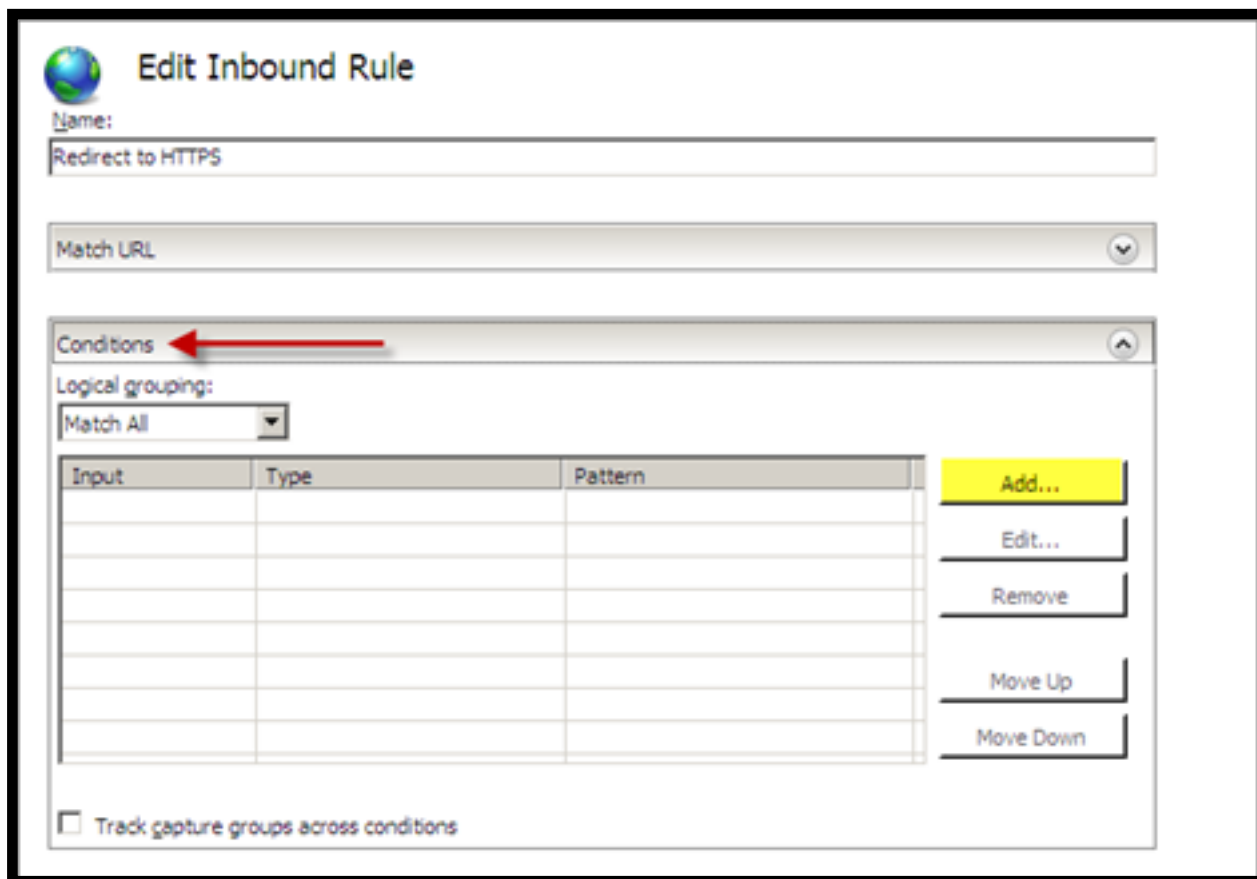 Edit Inbound Rule
Name:
Redirect to HTTPS
Match URL
Conditions
Logical grouping:
Match All
Input Type Pattern
Add...
Edit...
Remove
Move Up
Move Down
Track capture groups across conditions